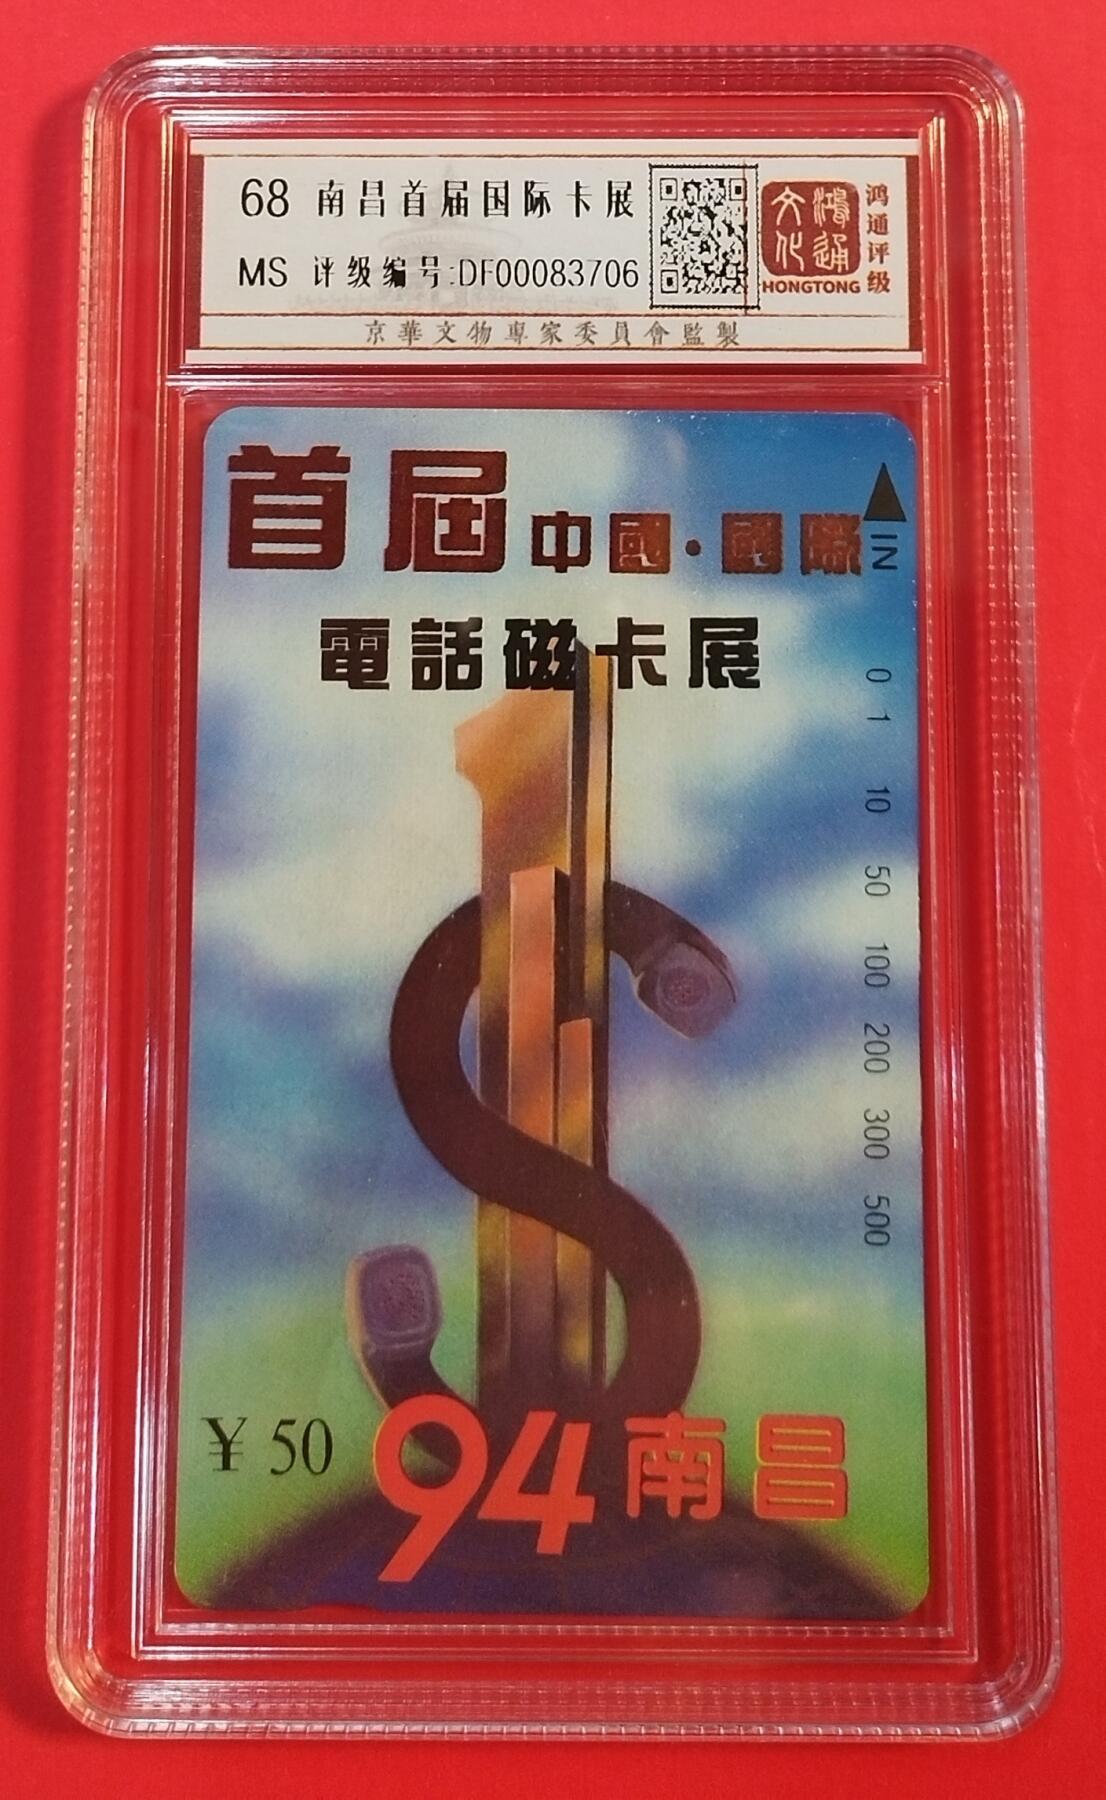 68 南昌首届国际卡展
MS 评级编号:DF00083706
鸿通文化
HONGTONG
鸿通评级
京華文物專家委員會監製
首屆中國·國際
電話磁卡展
IN
0 1 10 50 100 200 300 500
¥ 50
94南昌